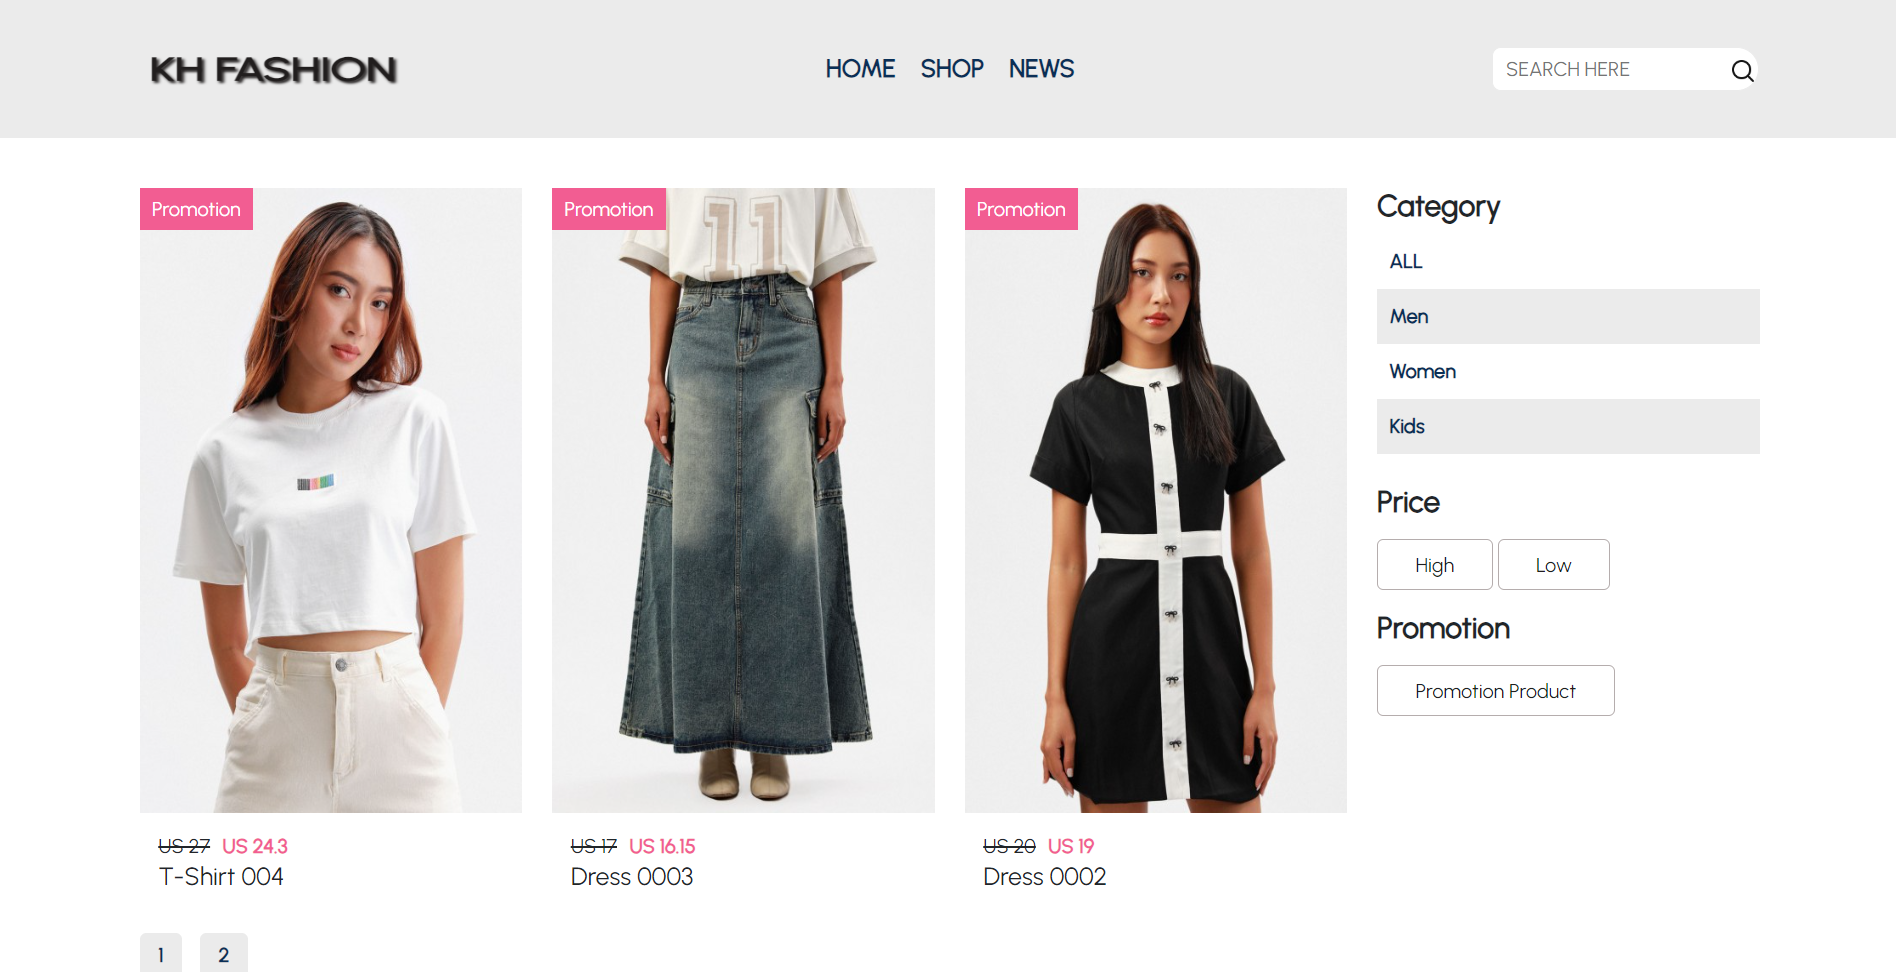 KH FASHION
HOME SHOP NEWS
SEARCH HERE
Promotion
11
US 27 US 24.3
T-Shirt 004
Promotion
US 17 US 16.15
Dress 0003
Promotion
US 20 US 19
Dress 0002
Category
ALL
Men
Women
Kids
Price
High Low
Promotion
Promotion Product
1 2